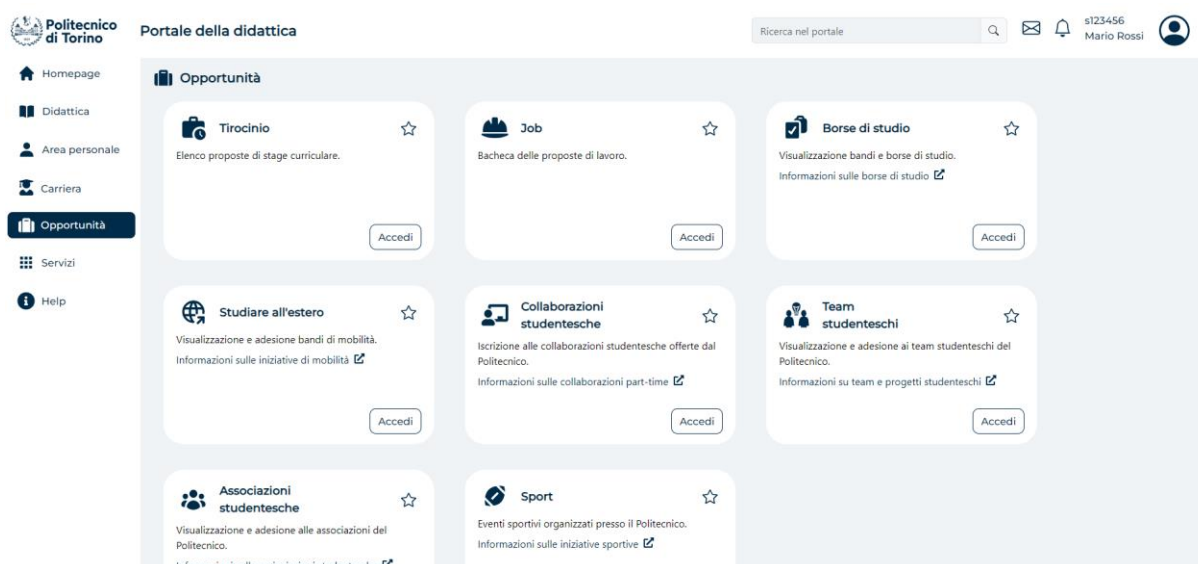 Politecnico
di Torino
Portale della didattica
Ricerca nel portale
s123456
Mario Rossi
Homepage
Didattica
Area personale
Carriera
Opportunità
Servizi
Help
Opportunità
Tirocinio
Elenco proposte di stage curriculare.
Accedi
Job
Bacheca delle proposte di lavoro.
Accedi
Borse di studio
Visualizzazione bandi e borse di studio.
Informazioni sulle borse di studio
Accedi
Studiare all'estero
Visualizzazione e adesione bandi di mobilità.
Informazioni sulle iniziative di mobilità
Accedi
Collaborazioni
studentesche
Iscrizione alle collaborazioni studentesche offerte dal
Politecnico.
Informazioni sulle collaborazioni part-time
Accedi
Team
studenteschi
Visualizzazione e adesione ai team studenteschi del
Politecnico.
Informazioni su team e progetti studenteschi
Accedi
Associazioni
studentesche
Visualizzazione e adesione alle associazioni del
Politecnico.
Sport
Eventi sportivi organizzati presso il Politecnico.
Informazioni sulle iniziative sportive